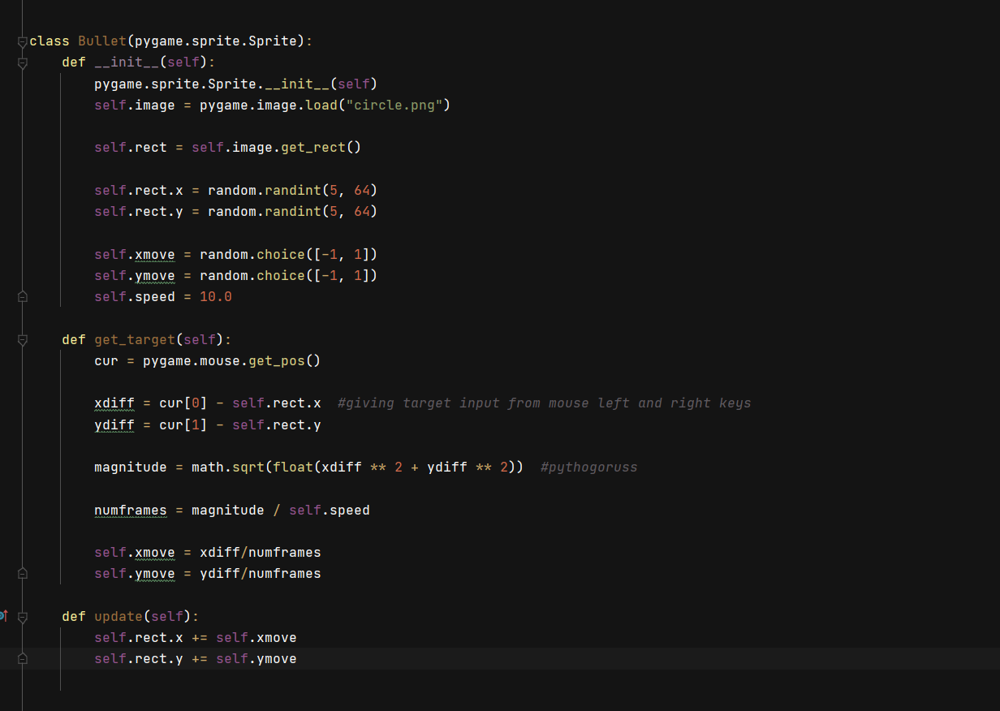 class Bullet(pygame.sprite.Sprite):
    def __init__(self):
        pygame.sprite.Sprite.__init__(self)
        self.image = pygame.image.load("circle.png")

        self.rect = self.image.get_rect()

        self.rect.x = random.randint(5, 64)
        self.rect.y = random.randint(5, 64)

        self.xmove = random.choice([-1, 1])
        self.ymove = random.choice([-1, 1])
        self.speed = 10.0

    def get_target(self):
        cur = pygame.mouse.get_pos()

        xdiff = cur[0] - self.rect.x  #giving target input from mouse left and right keys
        ydiff = cur[1] - self.rect.y

        magnitude = math.sqrt(float(xdiff ** 2 + ydiff ** 2))  #pythogoruss

        numframes = magnitude / self.speed

        self.xmove = xdiff/numframes
        self.ymove = ydiff/numframes

    def update(self):
        self.rect.x += self.xmove
        self.rect.y += self.ymove